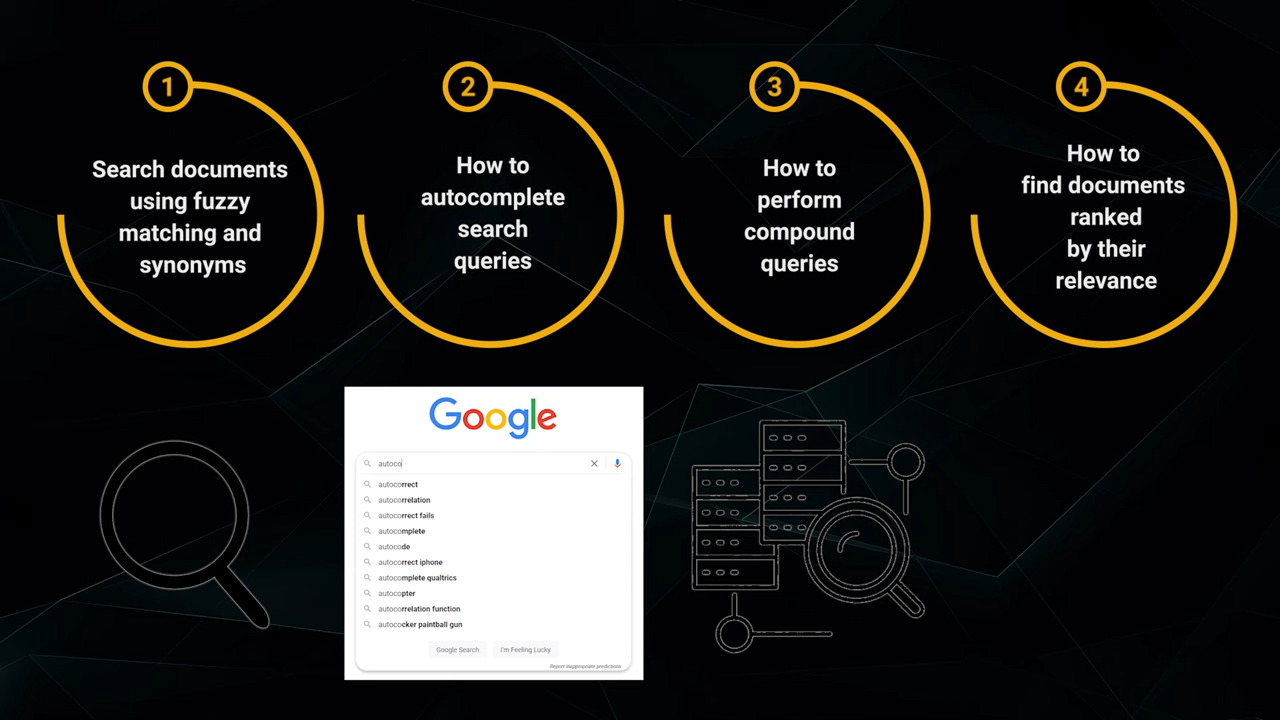 1
Search documents
using fuzzy
matching and
synonyms
2
How to
autocomplete
search
queries
3
How to
perform
compound
queries
4
How to
find documents
ranked
by their
relevance
Google
autoco
autocorrect
autocorrelation
autocorrect fails
autocomplete
autocode
autocorrect iphone
autocomplete qualtrics
autocopter
autocorrelation function
autococker paintball gun
Google Search
I'm Feeling Lucky
Report inappropriate predictions